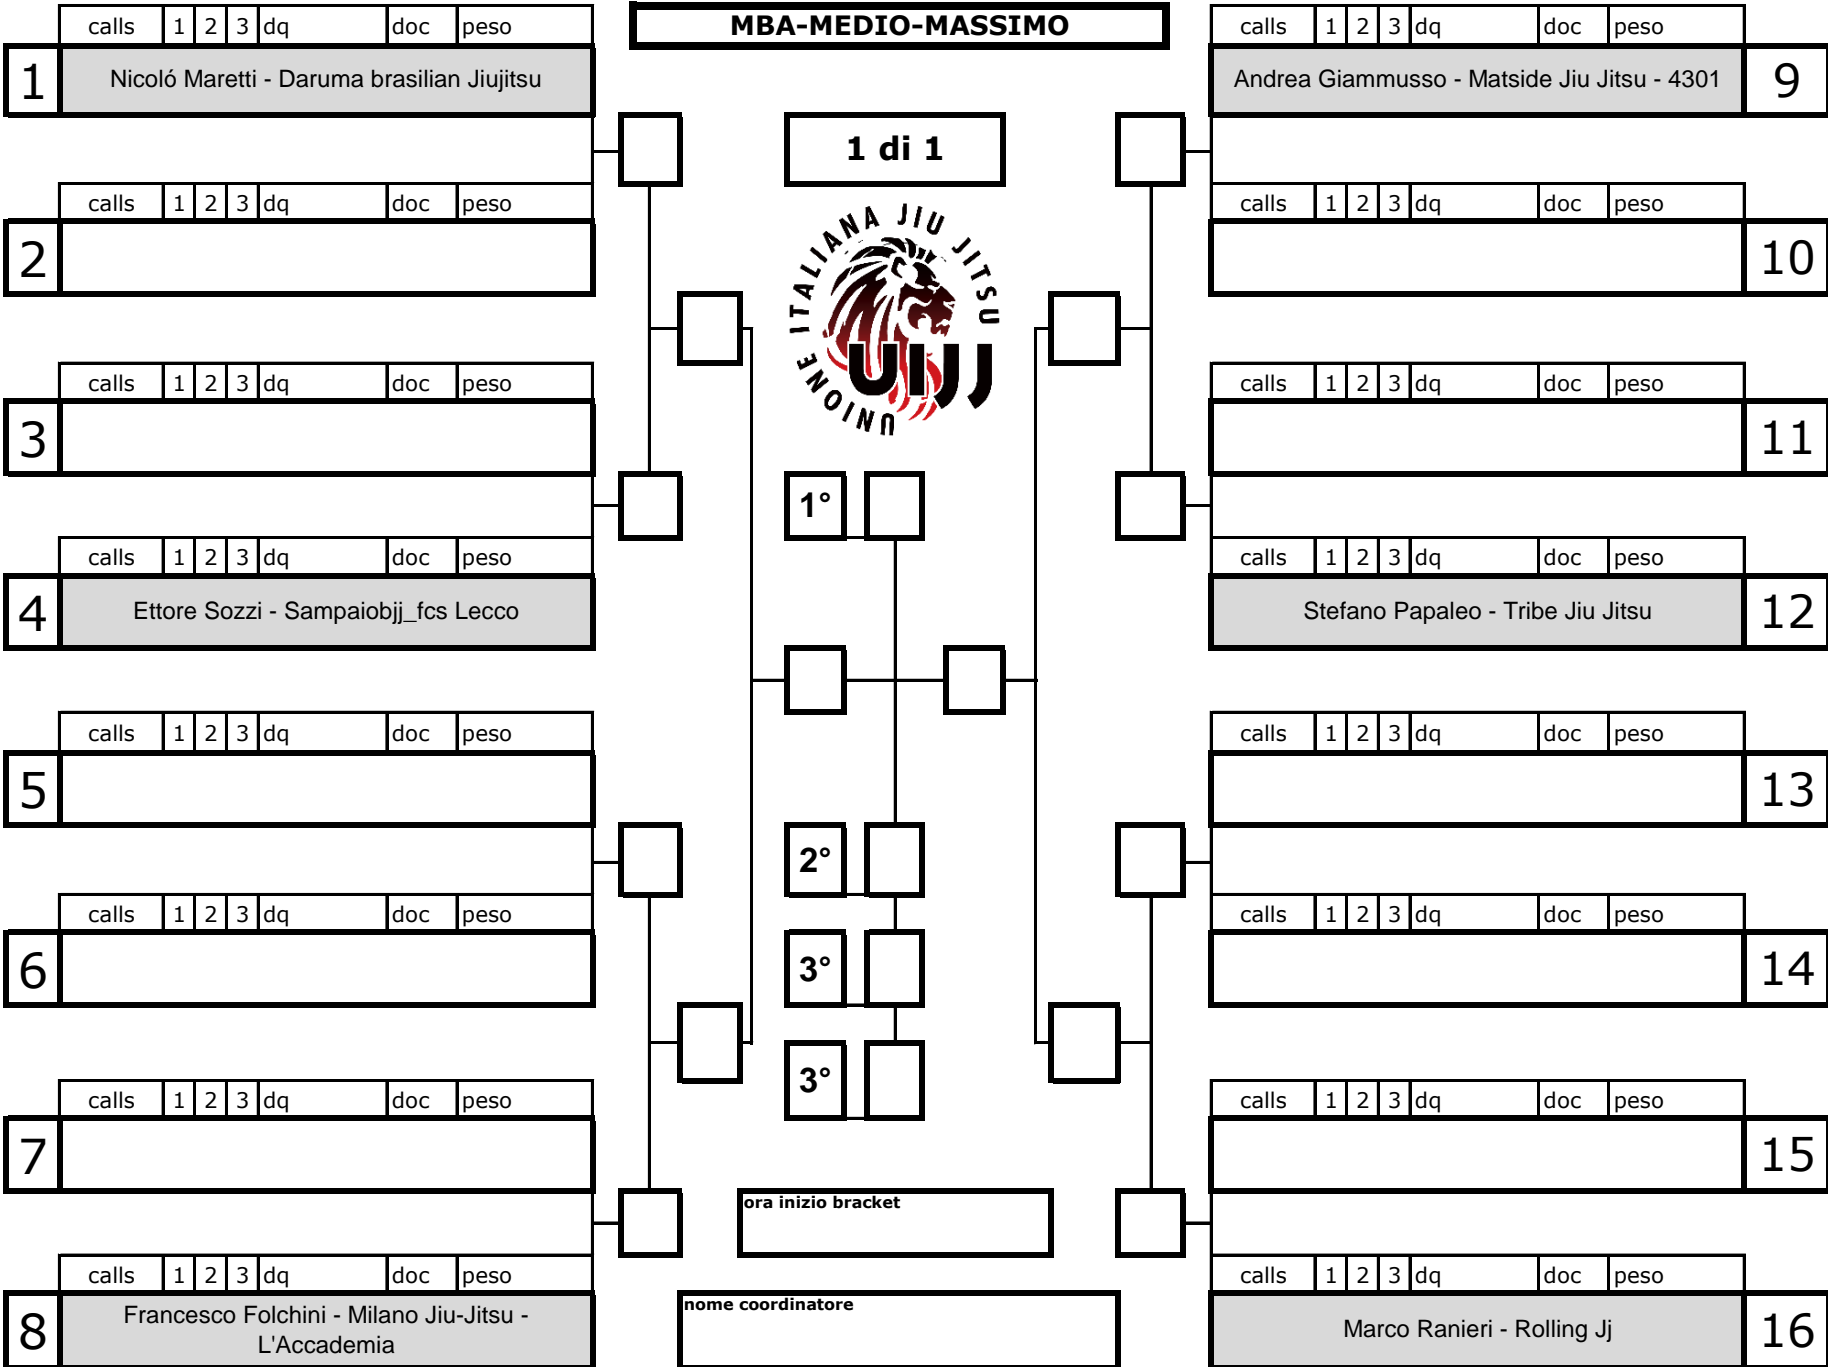 MBA-MEDIO-MASSIMO
1 di 1
UNIONE ITALIANA JIU JITSU
UIJJ
calls 1 2 3 dq doc peso
1 Nicoló Maretti - Daruma brasilian Jiujitsu
calls 1 2 3 dq doc peso
2
calls 1 2 3 dq doc peso
3
calls 1 2 3 dq doc peso
4 Ettore Sozzi - Sampaiobjj_fcs Lecco
calls 1 2 3 dq doc peso
5
calls 1 2 3 dq doc peso
6
calls 1 2 3 dq doc peso
7
calls 1 2 3 dq doc peso
8 Francesco Folchini - Milano Jiu-Jitsu -
L'Accademia
1°
2°
3°
3°
ora inizio bracket
nome coordinatore
calls 1 2 3 dq doc peso
Andrea Giammusso - Matside Jiu Jitsu - 4301 9
calls 1 2 3 dq doc peso
10
calls 1 2 3 dq doc peso
11
calls 1 2 3 dq doc peso
Stefano Papaleo - Tribe Jiu Jitsu 12
calls 1 2 3 dq doc peso
13
calls 1 2 3 dq doc peso
14
calls 1 2 3 dq doc peso
15
calls 1 2 3 dq doc peso
Marco Ranieri - Rolling Jj 16